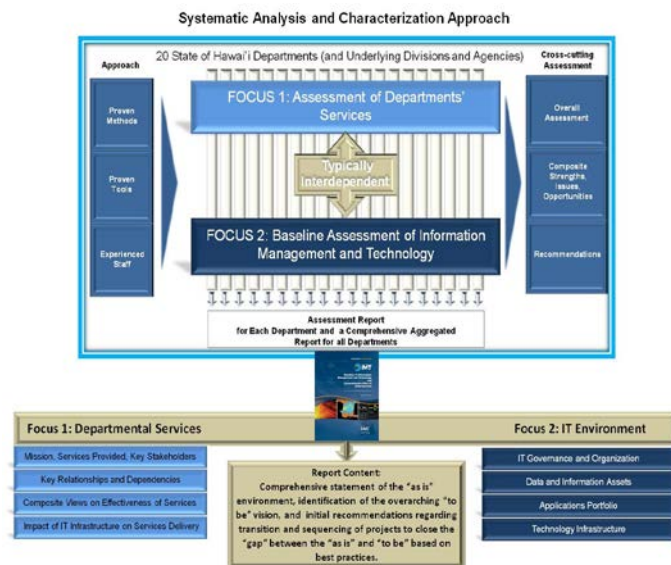 Systematic Analysis and Characterization Approach
20 State of Hawai'i Departments (and Underlying Divisions and Agencies)
Approach
Proven
Methods
Proven
Tools
Experienced
Staff
FOCUS 1: Assessment of Departments'
Services
Typically
Interdependent
FOCUS 2: Baseline Assessment of Information
Management and Technology
Cross-cutting
Assessment
Overall
Assessment
Composite
Strengths,
Issues,
Opportunities
Recommendations
Assessment Report
for Each Department and a Comprehensive Aggregated
Report for all Departments
Focus 1: Departmental Services
Mission, Services Provided, Key Stakeholders
Key Relationships and Dependencies
Composite Views on Effectiveness of Services
Impact of IT Infrastructure on Services Delivery
Report Content:
Comprehensive statement of the "as is"
environment, identification of the overarching "to
be" vision, and initial recommendations regarding
transition and sequencing of projects to close the
"gap" between the "as is" and "to be" based on
best practices.
Focus 2: IT Environment
IT Governance and Organization
Data and Information Assets
Applications Portfolio
Technology Infrastructure